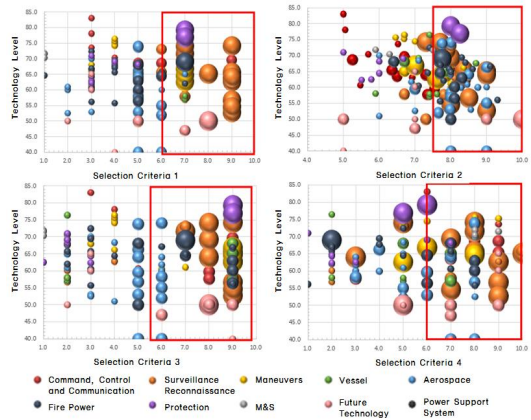 85.0
80.0
75.0
70.0
65.0
60.0
55.0
50.0
45.0
40.0
Technology Level
1.0 2.0 3.0 4.0 5.0 6.0 7.0 8.0 9.0 10.0
Selection Criteria 1
85.0
80.0
75.0
70.0
65.0
60.0
55.0
50.0
45.0
40.0
Technology Level
4.0 5.0 6.0 7.0 8.0 9.0 10.0
Selection Criteria 2
85.0
80.0
75.0
70.0
65.0
60.0
55.0
50.0
45.0
40.0
Technology Level
1.0 2.0 3.0 4.0 5.0 6.0 7.0 8.0 9.0 10.0
Selection Criteria 3
85.0
80.0
75.0
70.0
65.0
60.0
55.0
50.0
45.0
40.0
Technology Level
1.0 2.0 3.0 4.0 5.0 6.0 7.0 8.0 9.0 10.0
Selection Criteria 4
Command, Control
and Communication
Surveillance
Reconnaissance
Maneuvers
Vessel
Aerospace
Fire Power
Protection
M&S
Future
Technology
Power Support
System